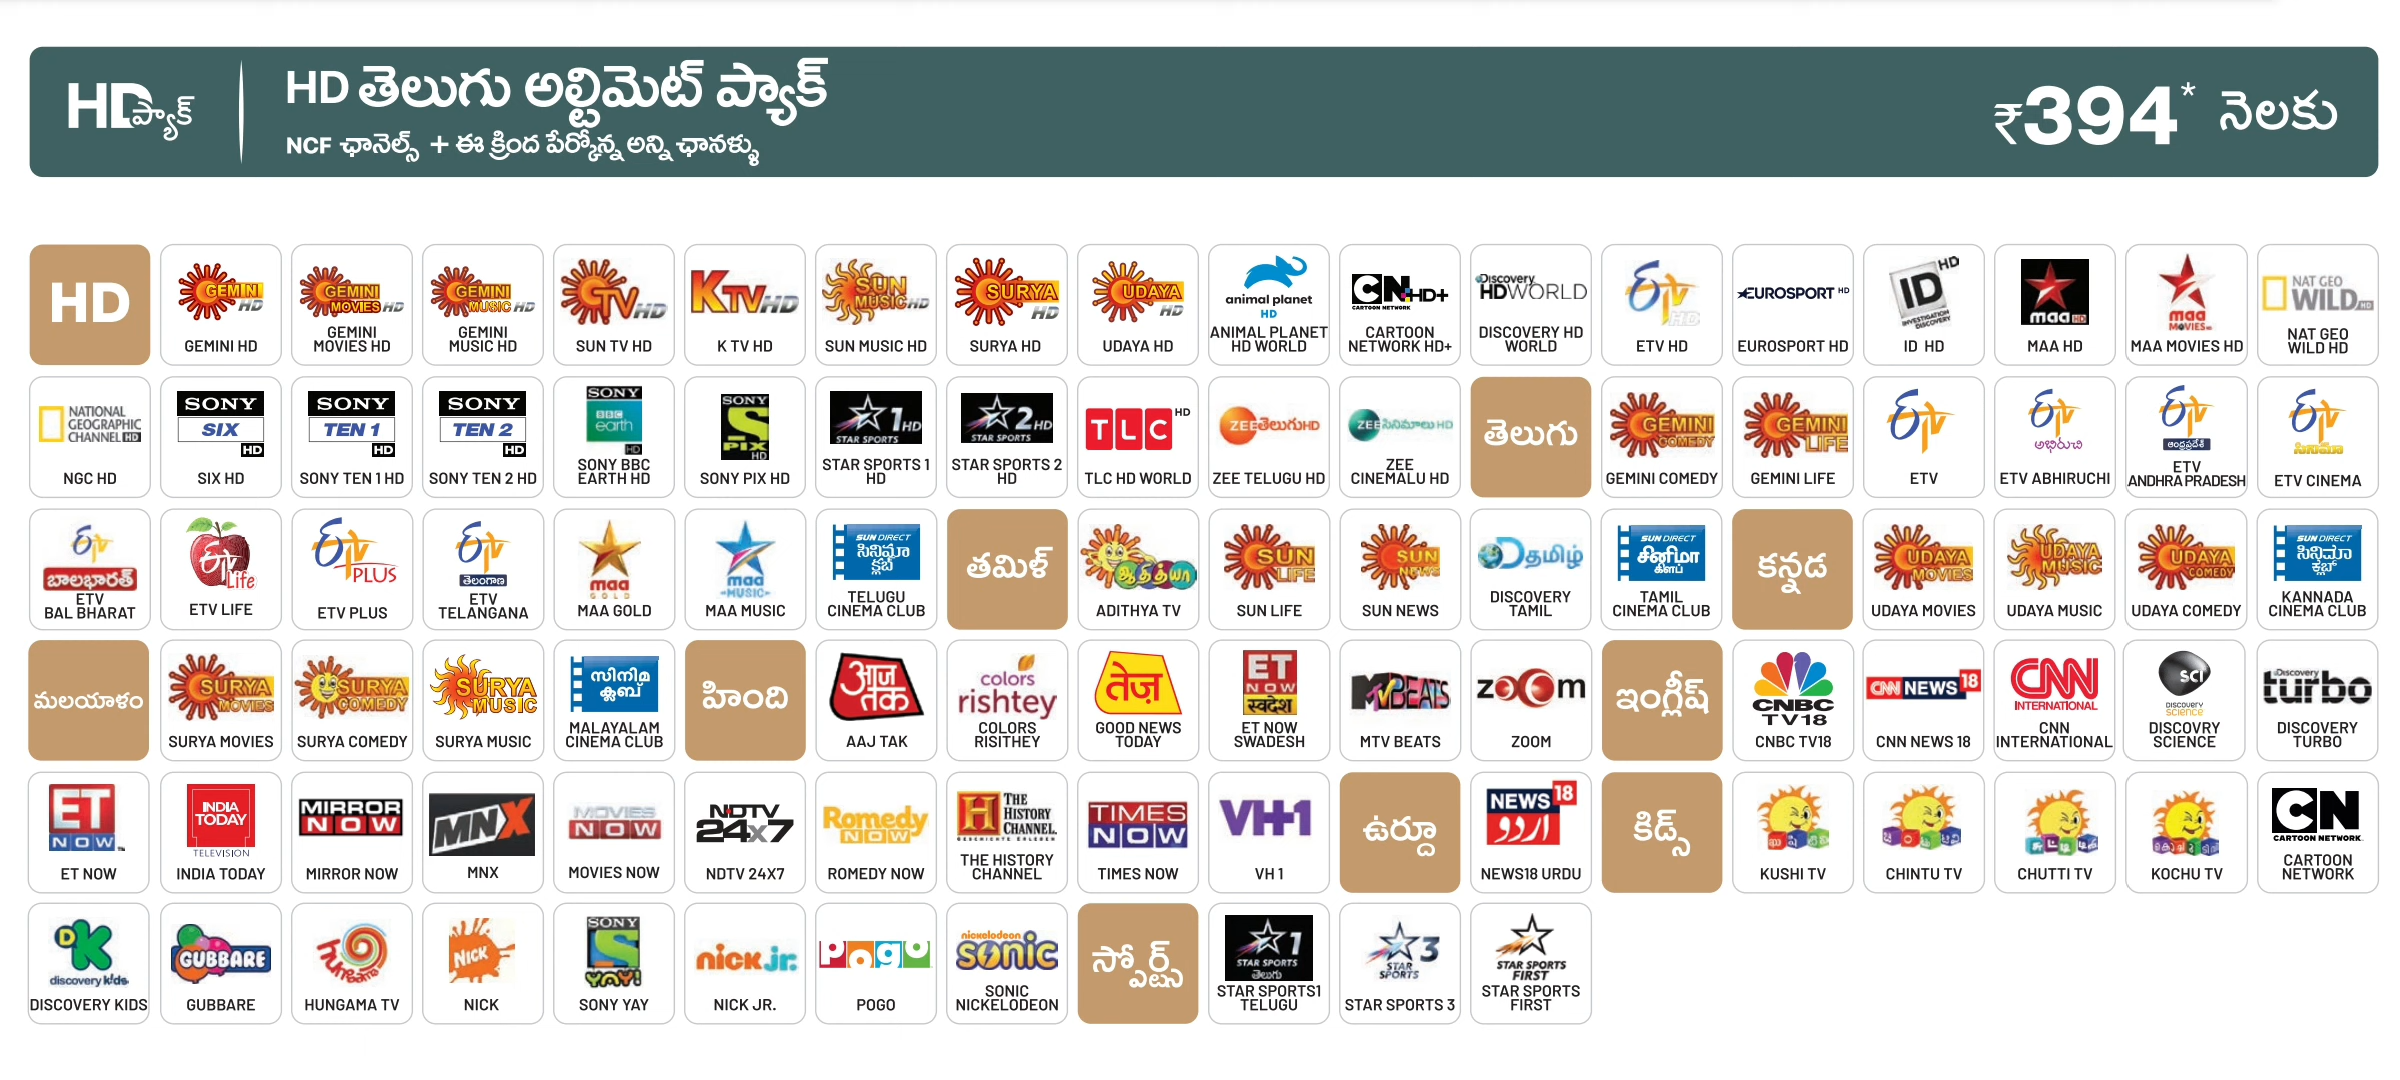 HDప్యాక్
HD తెలుగు అల్టిమెట్ ప్యాక్
NCF ఛానెల్స్ + ఈ క్రింద పేర్కోన్న అన్ని ఛానళ్ళు
₹394* నెలకు
HD
GEMINI HD
GEMINI MOVIES HD
GEMINI MUSIC HD
SUN TV HD
K TV HD
SUN MUSIC HD
SURYA HD
UDAYA HD
ANIMAL PLANET HD WORLD
CARTOON NETWORK HD+
DISCOVERY HD WORLD
ETV HD
EUROSPORT HD
ID HD
MAA HD
MAA MOVIES HD
NAT GEO WILD HD
NGC HD
SIX HD
SONY TEN 1 HD
SONY TEN 2 HD
SONY BBC EARTH HD
SONY PIX HD
STAR SPORTS 1 HD
STAR SPORTS 2 HD
TLC HD WORLD
ZEE TELUGU HD
ZEE CINEMALU HD
తెలుగు
GEMINI COMEDY
GEMINI LIFE
ETV
ETV ABHIRUCHI
ETV ANDHRA PRADESH
ETV CINEMA
ETV BAL BHARAT
ETV LIFE
ETV PLUS
ETV TELANGANA
MAA GOLD
MAA MUSIC
TELUGU CINEMA CLUB
తమిళ్
ADITHYA TV
SUN LIFE
SUN NEWS
DISCOVERY TAMIL
TAMIL CINEMA CLUB
కన్నడ
UDAYA MOVIES
UDAYA MUSIC
UDAYA COMEDY
KANNADA CINEMA CLUB
మలయాళం
SURYA MOVIES
SURYA COMEDY
SURYA MUSIC
MALAYALAM CINEMA CLUB
హింది
AAJ TAK
COLORS RISITHEY
GOOD NEWS TODAY
ET NOW SWADESH
MTV BEATS
ZOOM
ఇంగ్లీష్
CNBC TV18
CNN NEWS 18
CNN INTERNATIONAL
DISCOVRY SCIENCE
DISCOVERY TURBO
ET NOW
INDIA TODAY
MIRROR NOW
MNX
MOVIES NOW
NDTV 24X7
ROMEDY NOW
THE HISTORY CHANNEL
TIMES NOW
VH 1
ఉర్దూ
NEWS18 URDU
కిడ్స్
KUSHI TV
CHINTU TV
CHUTTI TV
KOCHU TV
CARTOON NETWORK
DISCOVERY KIDS
GUBBARE
HUNGAMA TV
NICK
SONY YAY
NICK JR.
POGO
SONIC NICKELODEON
స్పోర్ట్స్
STAR SPORTS1 TELUGU
STAR SPORTS 3
STAR SPORTS FIRST